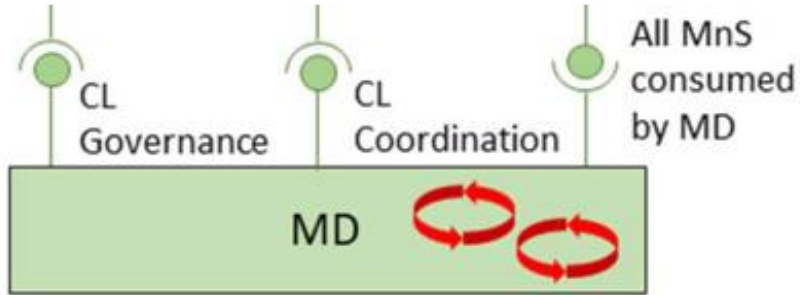 CL
Governance
CL
Coordination
All MnS
consumed
by MD
MD